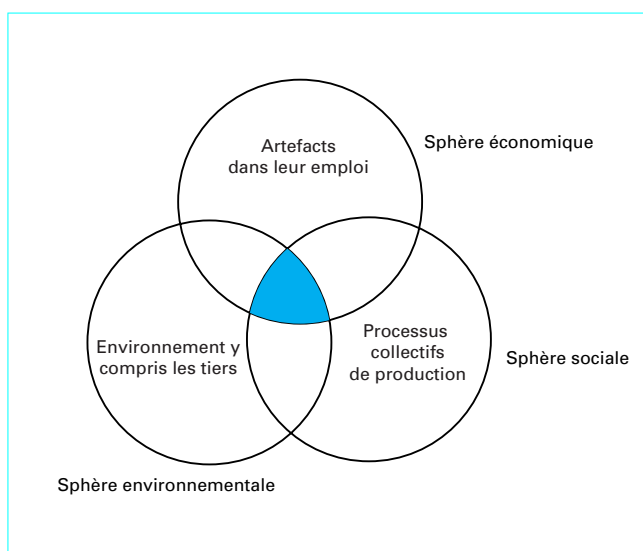 Artefacts
dans leur emploi
Sphère économique
Environnement y
compris les tiers
Processus
collectifs
de production
Sphère sociale
Sphère environnementale